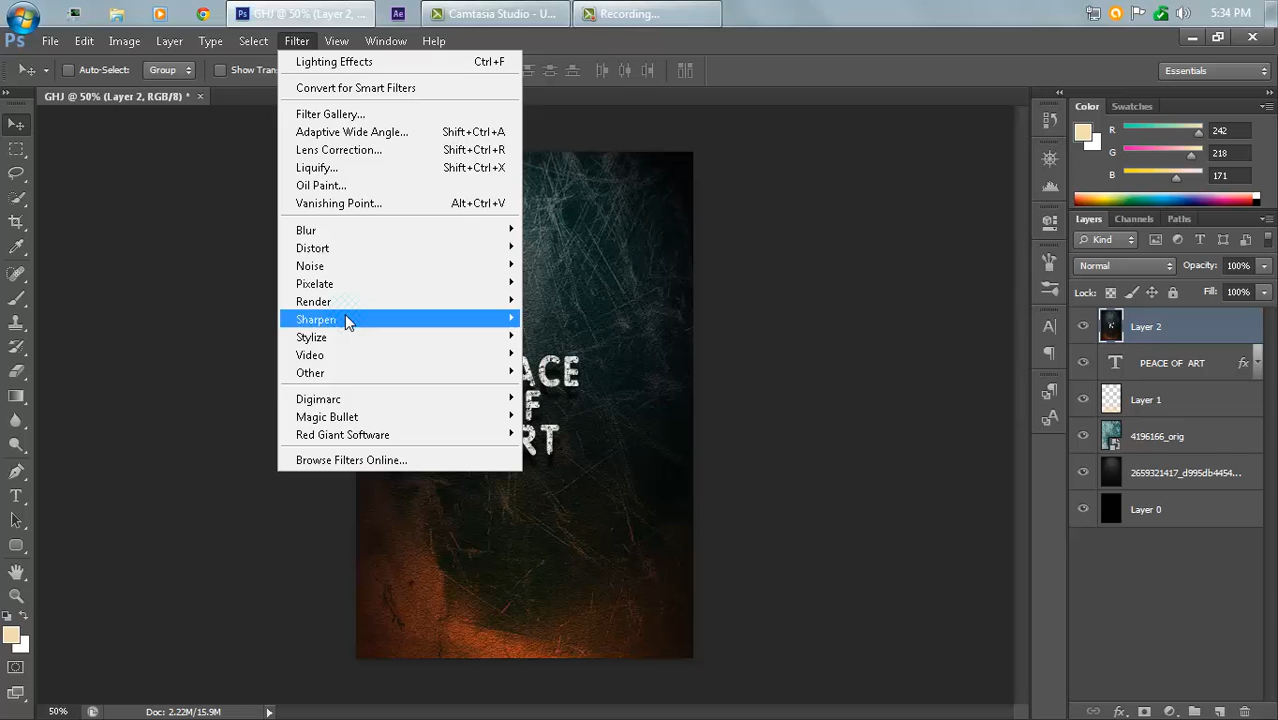 GHJ @ 50% (Layer 2, ...
Ae
Camtasia Studio - U...
Recording...
5:34 PM
Ps
File Edit Image Layer Type Select Filter View Window Help
Auto-Select: Group Show Tran
Essentials
GHJ @ 50% (Layer 2, RGB/8) * ×
Lighting Effects Ctrl+F
Convert for Smart Filters
Filter Gallery...
Adaptive Wide Angle... Shift+Ctrl+A
Lens Correction... Shift+Ctrl+R
Liquify... Shift+Ctrl+X
Oil Paint...
Vanishing Point... Alt+Ctrl+V
Blur
Distort
Noise
Pixelate
Render
Sharpen
Stylize
Video
Other
Digimarc
Magic Bullet
Red Giant Software
Browse Filters Online...
ACE
F
RT
Color Swatches
R 242
G 218
B 171
Layers Channels Paths
Kind
Normal Opacity: 100%
Lock: Fill: 100%
Layer 2
PEACE OF ART fx
Layer 1
4196166_orig
2659321417_d995db4454...
Layer 0
50% Doc: 2.22M/15.9M